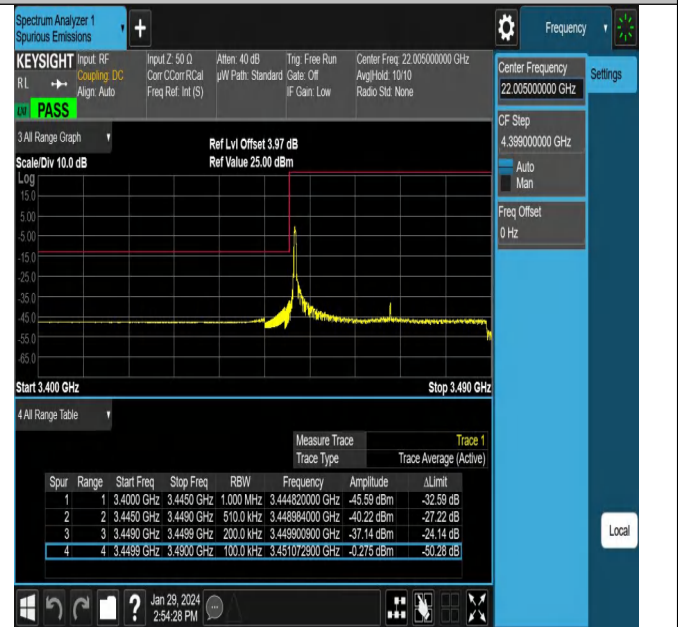 Spectrum Analyzer 1
Spurious Emissions
Frequency
KEYSIGHT Input: RF Input Z: 50 Ω Atten: 40 dB Trig: Free Run Center Freq: 22.005000000 GHz
RL Coupling: DC Corr CCorr RCal µW Path: Standard Gate: Off Avg|Hold: 10/10
Align: Auto Freq Ref: Int (S) IF Gain: Low Radio Std: None
PASS
Center Frequency
22.005000000 GHz
Settings
CF Step
4.399000000 GHz
Auto
Man
Freq Offset
0 Hz
Local
3 All Range Graph
Ref Lvl Offset 3.97 dB
Scale/Div 10.0 dB Ref Value 25.00 dBm
Log
15.0
5.00
-5.00
-15.0
-25.0
-35.0
-45.0
-55.0
-65.0
Start 3.400 GHz Stop 3.490 GHz
4 All Range Table
Measure Trace Trace 1
Trace Type Trace Average (Active)
Spur Range Start Freq Stop Freq RBW Frequency Amplitude ΔLimit
1 1 3.4000 GHz 3.4450 GHz 1.000 MHz 3.444820000 GHz -45.59 dBm -32.59 dB
2 2 3.4450 GHz 3.4490 GHz 510.0 kHz 3.448984000 GHz -40.22 dBm -27.22 dB
3 3 3.4490 GHz 3.4499 GHz 200.0 kHz 3.449900900 GHz -37.14 dBm -24.14 dB
4 4 3.4499 GHz 3.4900 GHz 100.0 kHz 3.451072900 GHz -0.275 dBm -50.28 dB
Jan 29, 2024
2:54:28 PM